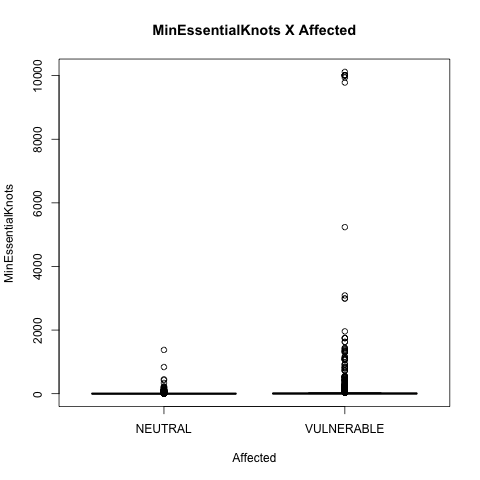 MinEssentialKnots X Affected
MinEssentialKnots
10000
8000
6000
4000
2000
0
NEUTRAL
VULNERABLE
Affected